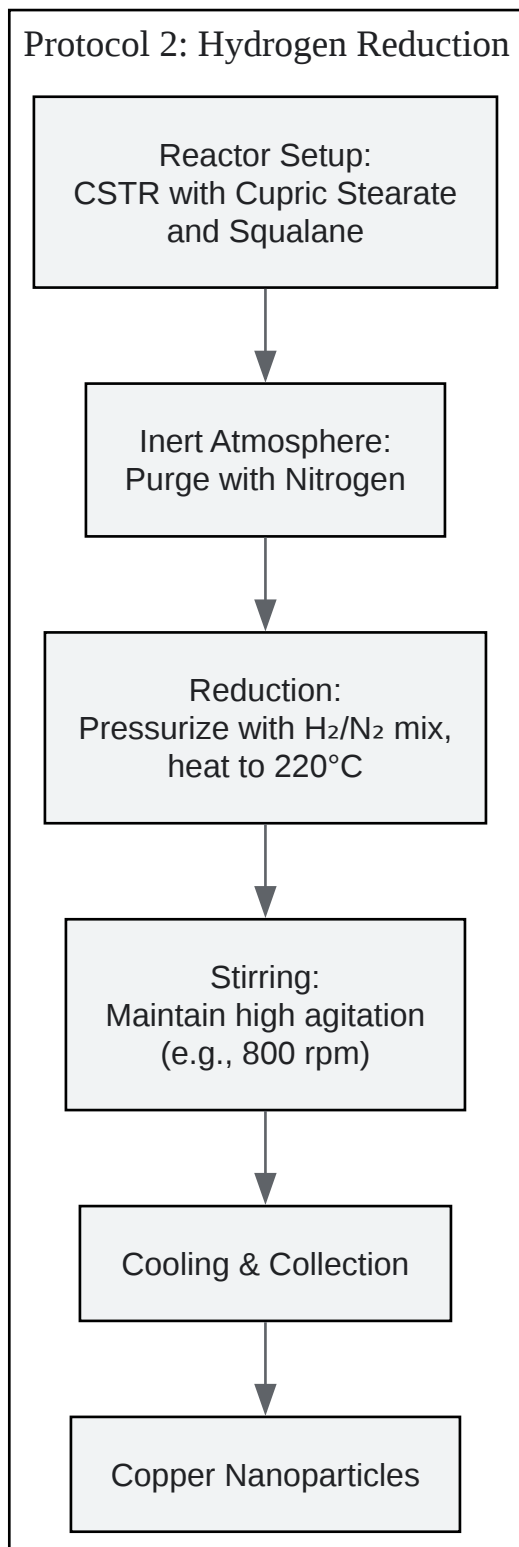 Protocol 2: Hydrogen Reduction
Reactor Setup:
CSTR with Cupric Stearate
and Squalane
Inert Atmosphere:
Purge with Nitrogen
Reduction:
Pressurize with H₂/N₂ mix,
heat to 220°C
Stirring:
Maintain high agitation
(e.g., 800 rpm)
Cooling & Collection
Copper Nanoparticles